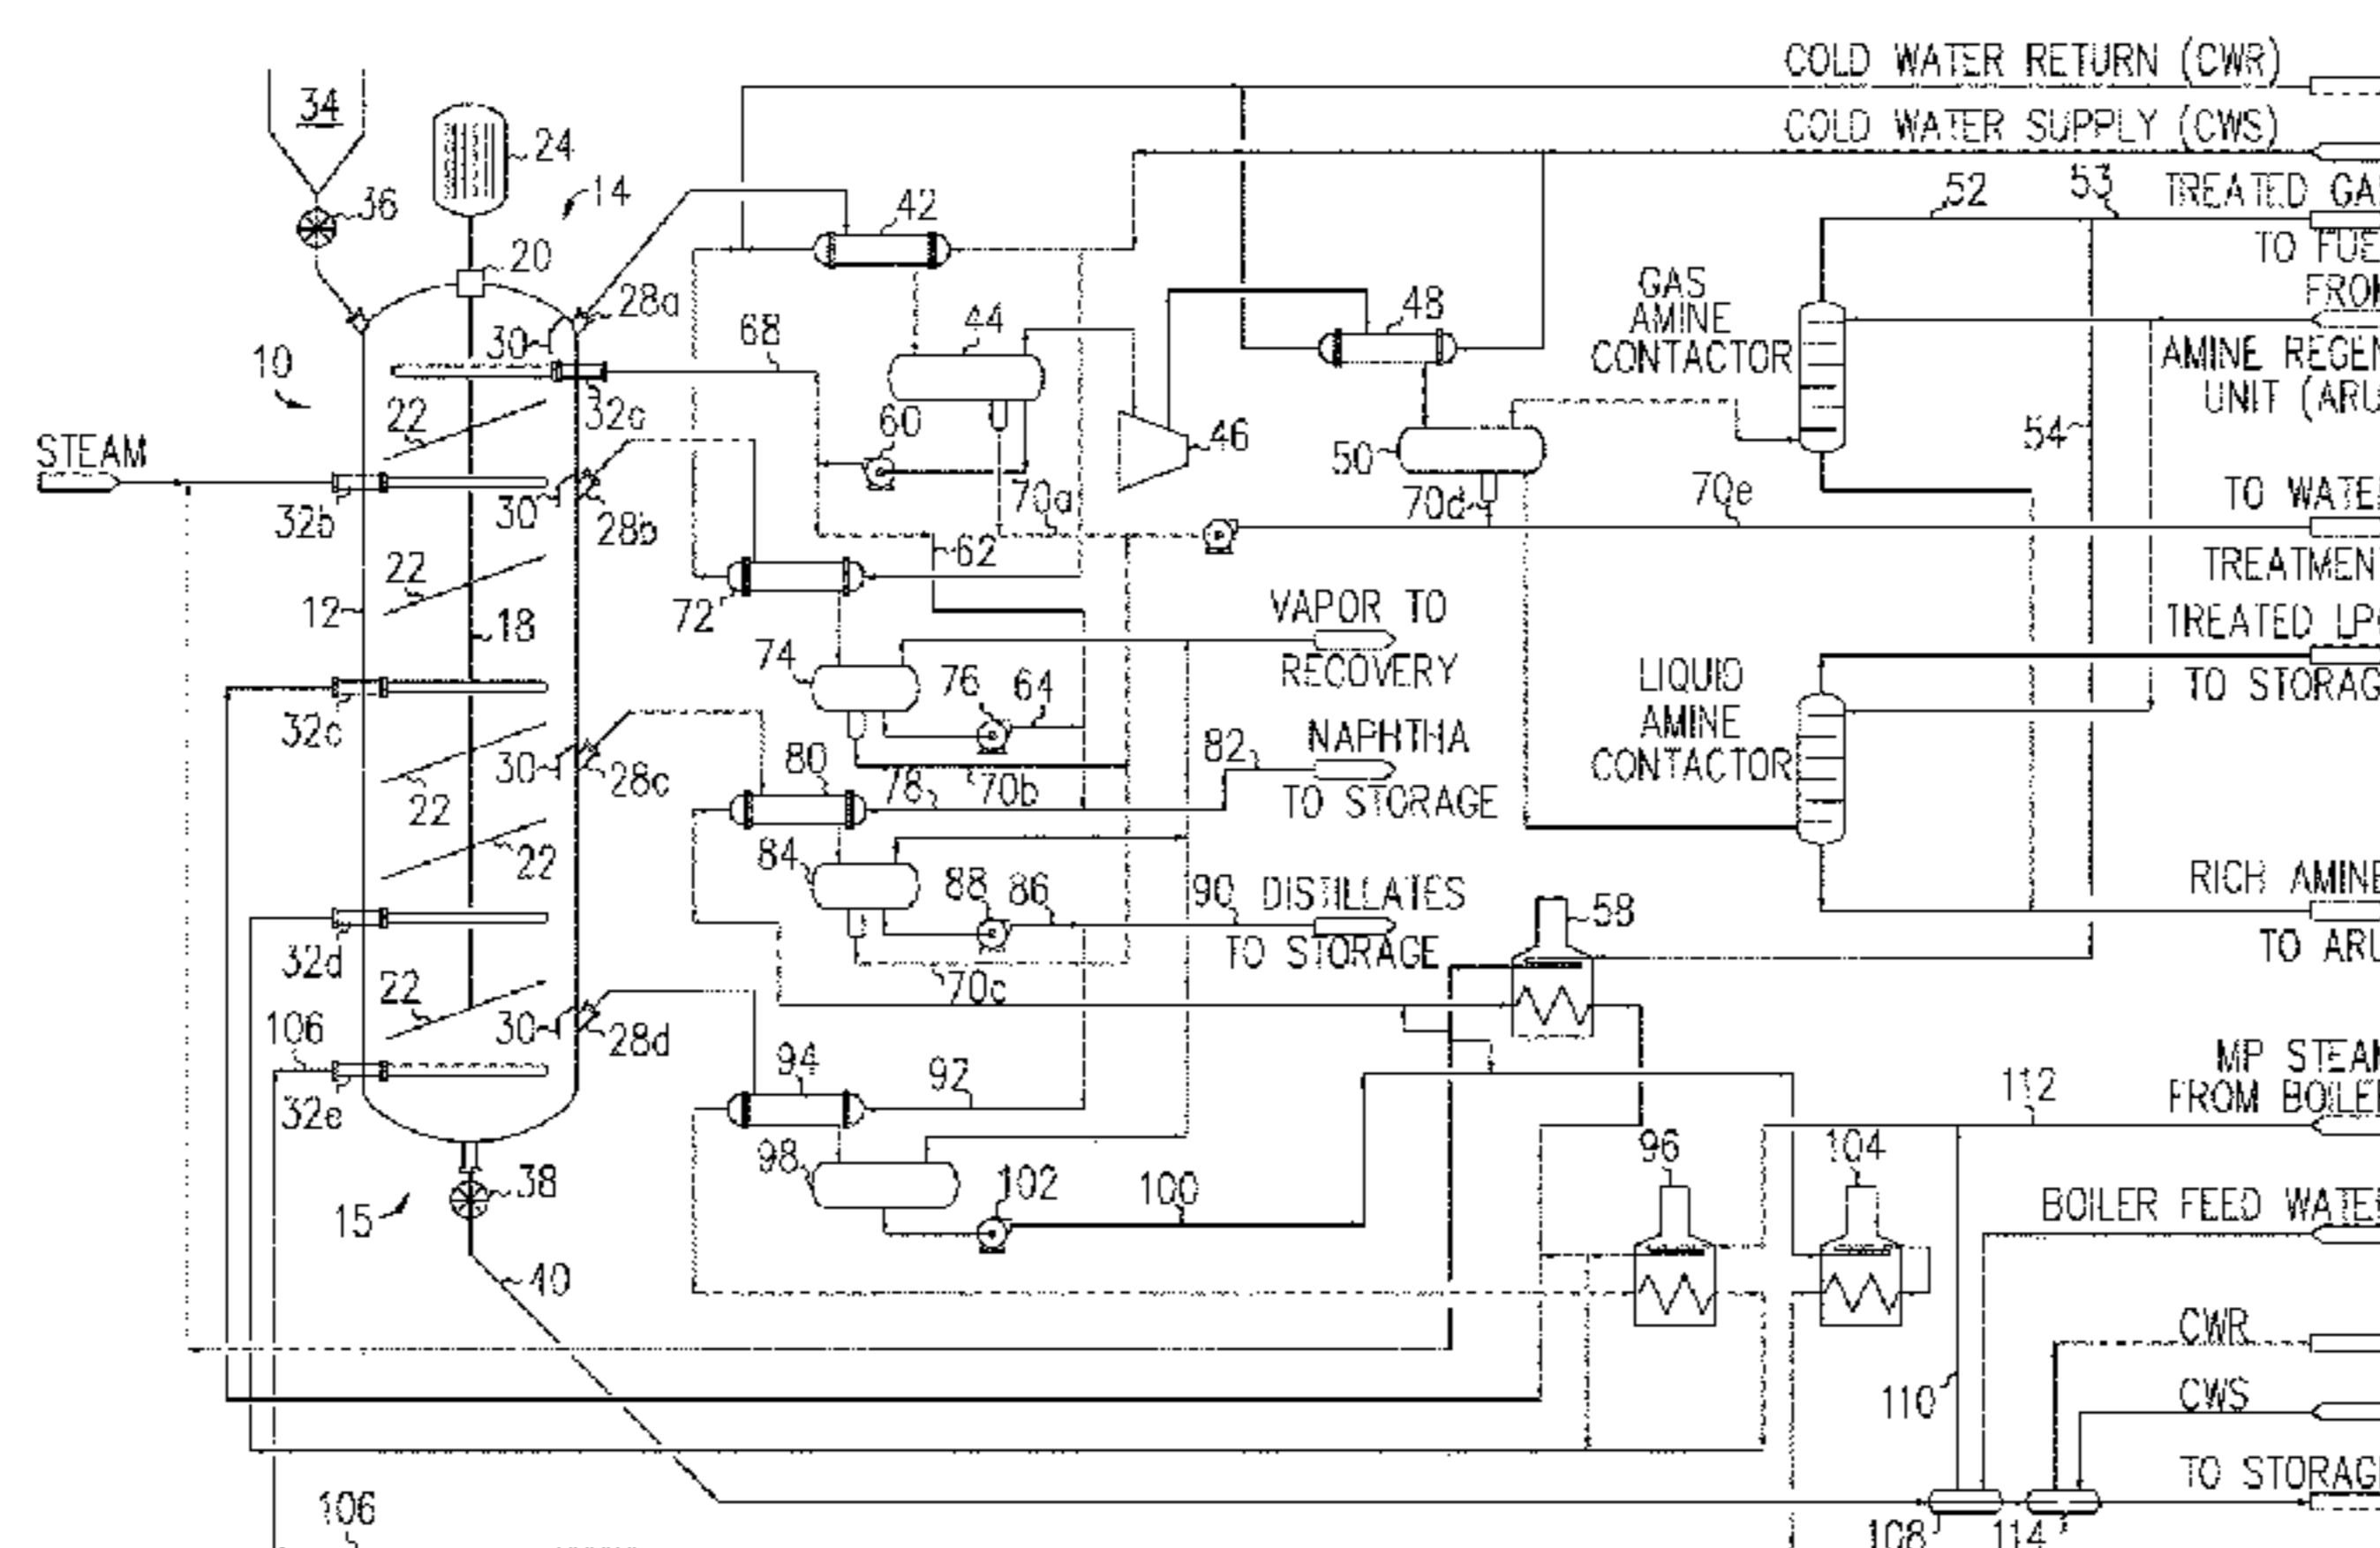 COLD WATER RETURN (CWR)
34
COLD WATER SUPPLY (CWS)
24
14
52
53
TREATED GA
36
42
TO FUE
20
GAS
AMINE
CONTACTOR
FROM
28a
48
44
68
30
10
AMINE REGEN
UNIT (ARU
32a
22
60
46
54
STEAM
50
70a
70d
70e
TO WATE
32b
30
28b
62
TREATMEN
22
12
18
72
VAPOR TO
RECOVERY
TREATED LP
TO STORAG
74
76
64
LIQUID
AMINE
CONTACTOR
32c
30
28c
80
78
70b
82
NAPHTHA
TO STORAGE
22
22
84
88
86
90
DISTILLATES
TO STORAGE
58
RICH AMINE
TO ARU
32d
22
70c
106
30
28d
94
92
MP STEAM
FROM BOILE
112
32e
96
104
98
38
102
100
15
BOILER FEED WATE
40
CWR
110
CWS
TO STORAG
106
108
114